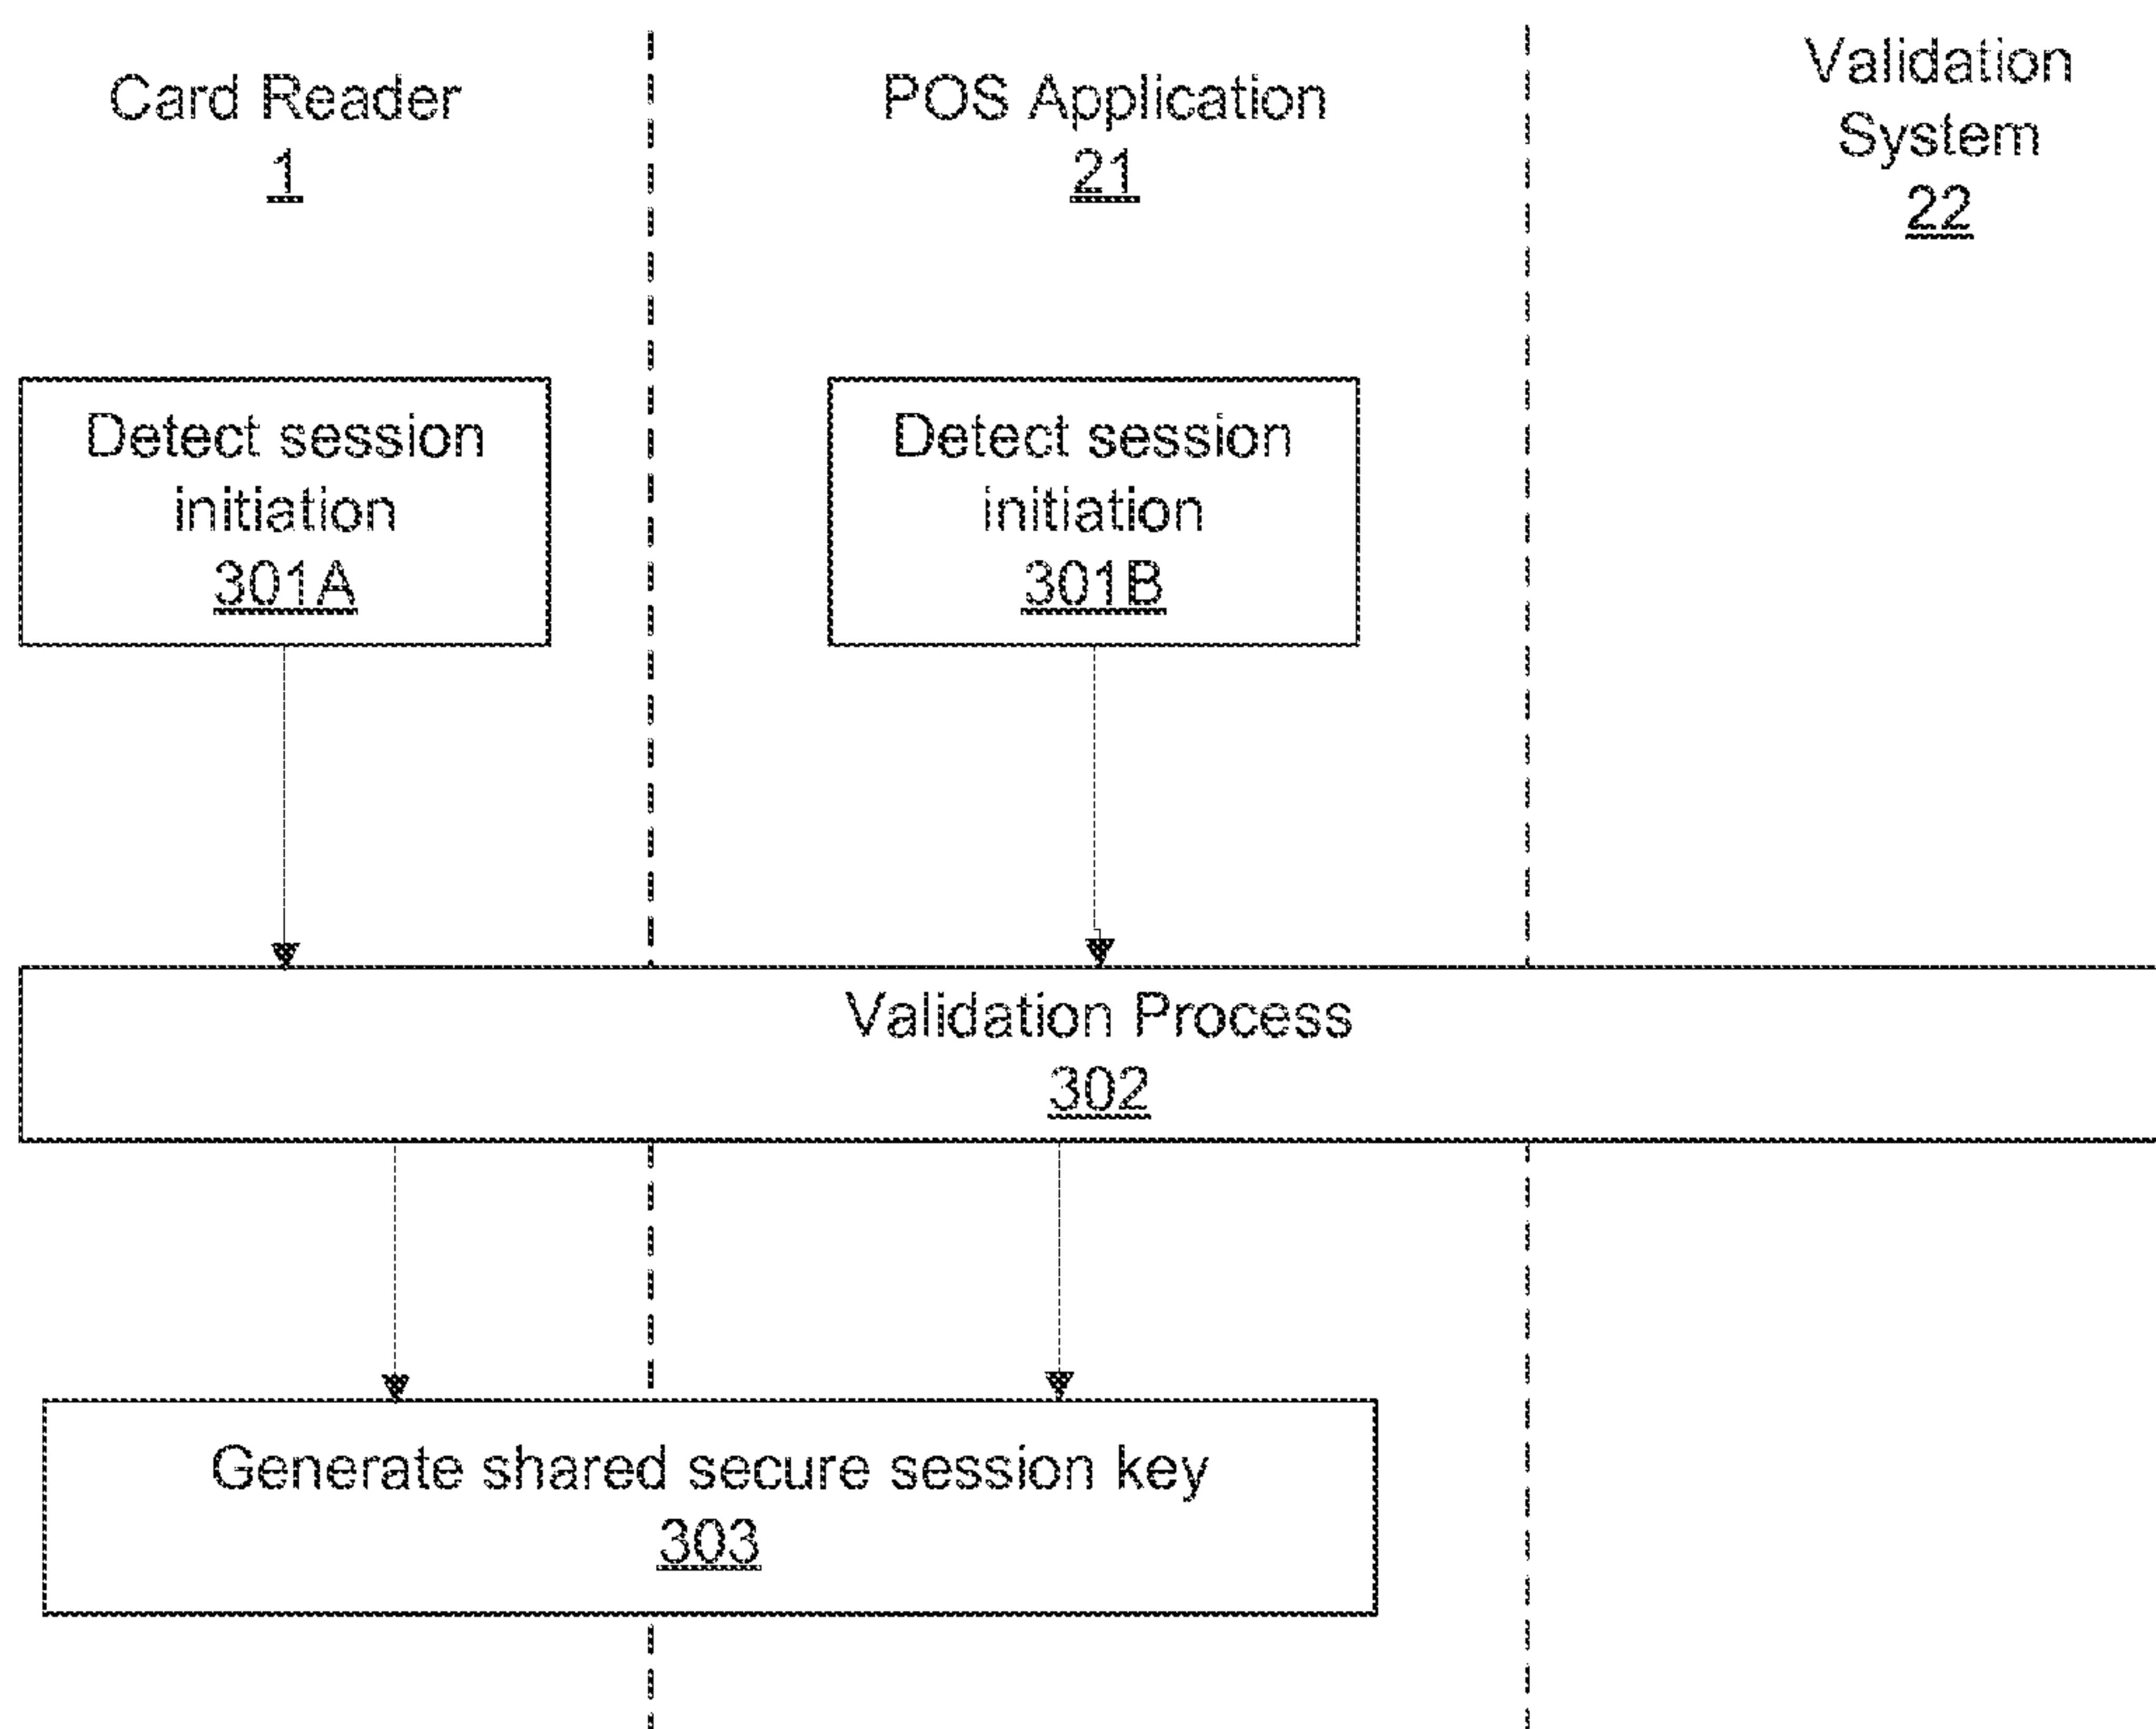 Card Reader
1
POS Application
21
Validation
System
22
Detect session
initiation
301A
Detect session
initiation
301B
Validation Process
302
Generate shared secure session key
303